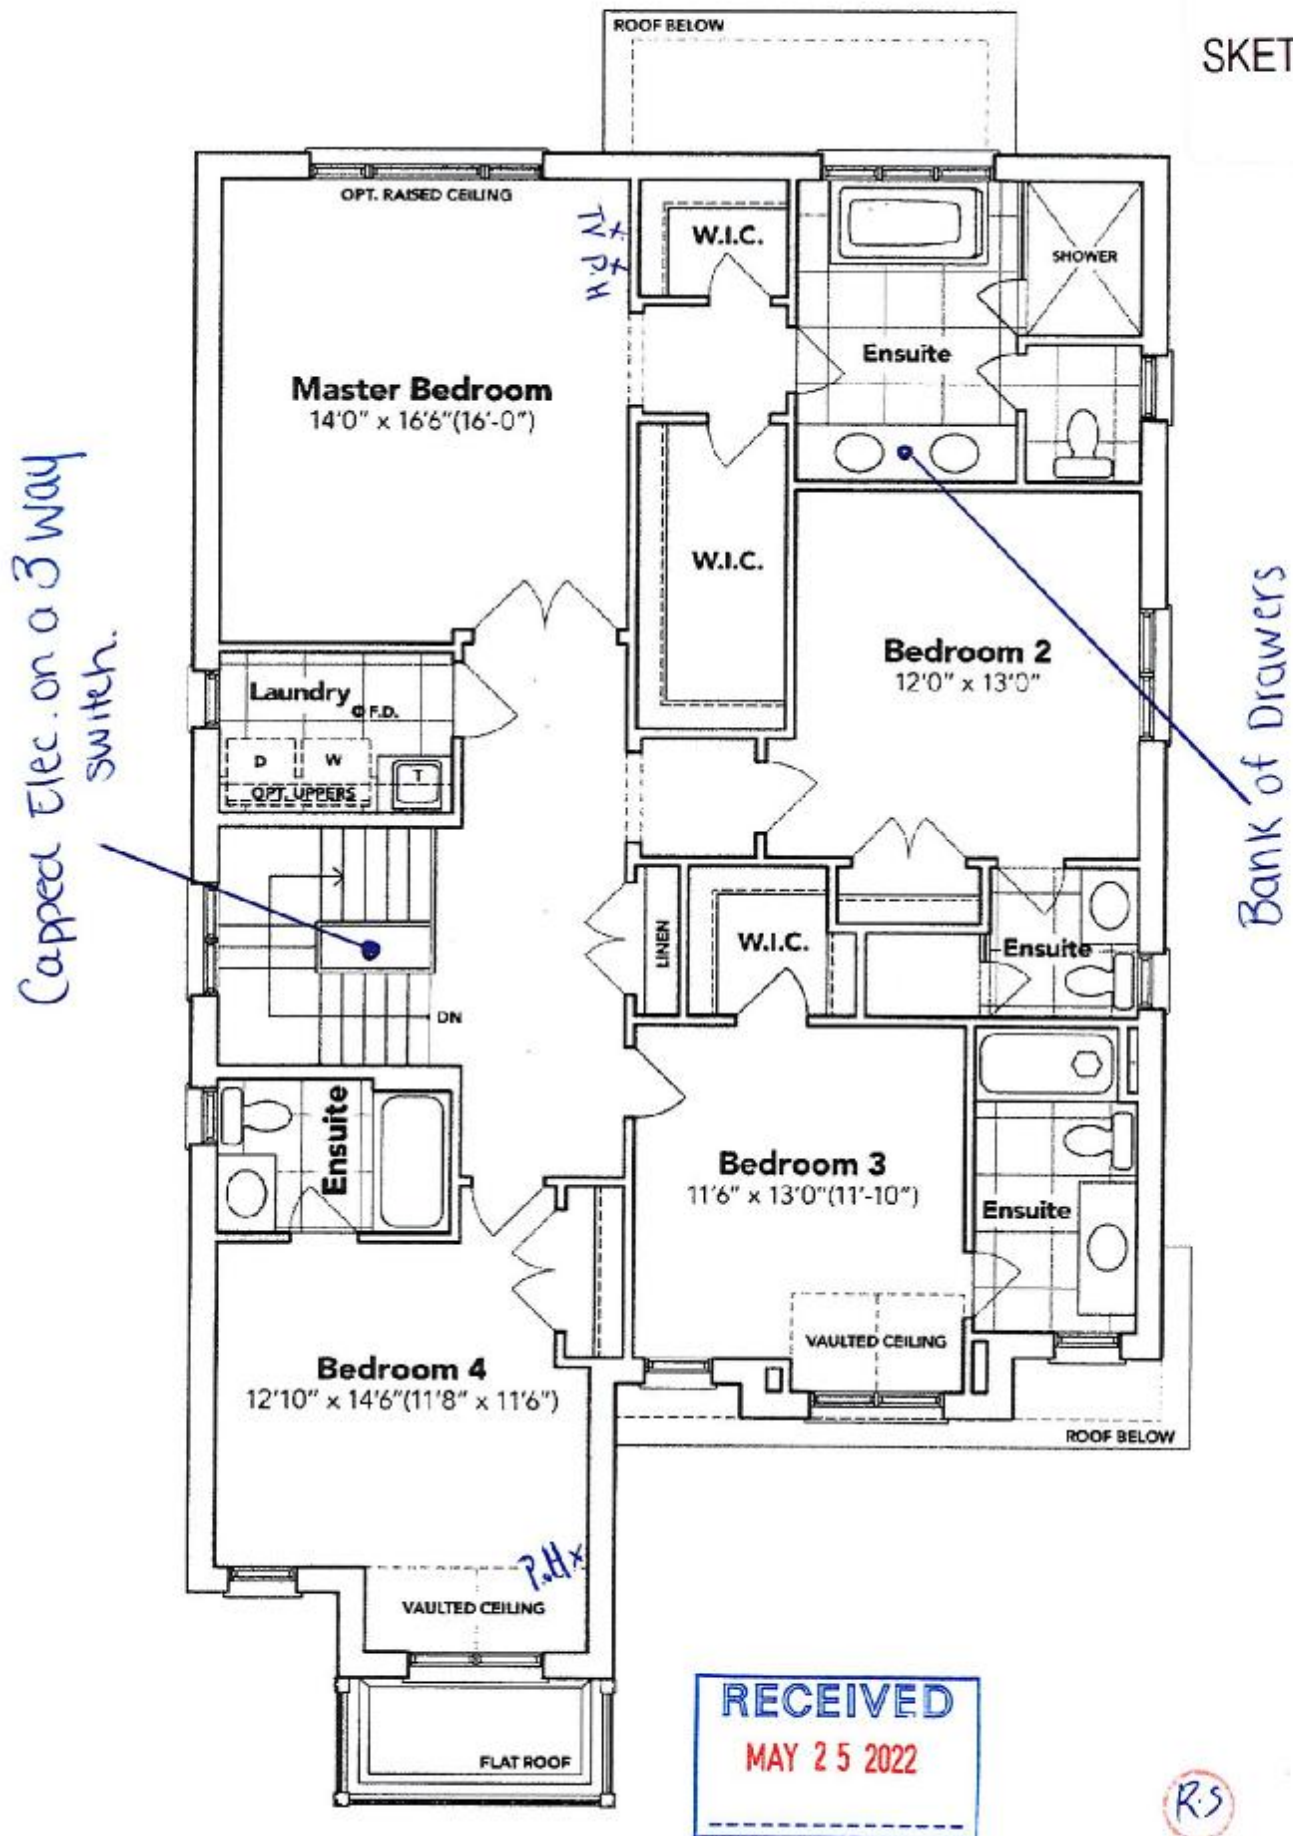 ROOF BELOW
SKET
OPT. RAISED CEILING
TV x
P.H x
W.I.C.
SHOWER
Ensuite
Master Bedroom
14'0" x 16'6"(16'-0")
Capped Elec. on a 3 way
switch.
W.I.C.
Bedroom 2
12'0" x 13'0"
Bank of Drawers
Laundry
F.D.
D
W
T
OPT. UPPERS
LINEN
W.I.C.
Ensuite
DN
Ensuite
Bedroom 3
11'6" x 13'0"(11'-10")
Ensuite
VAULTED CEILING
Bedroom 4
12'10" x 14'6"(11'8" x 11'6")
ROOF BELOW
P.H x
VAULTED CEILING
FLAT ROOF
RECEIVED
MAY 25 2022
R.S